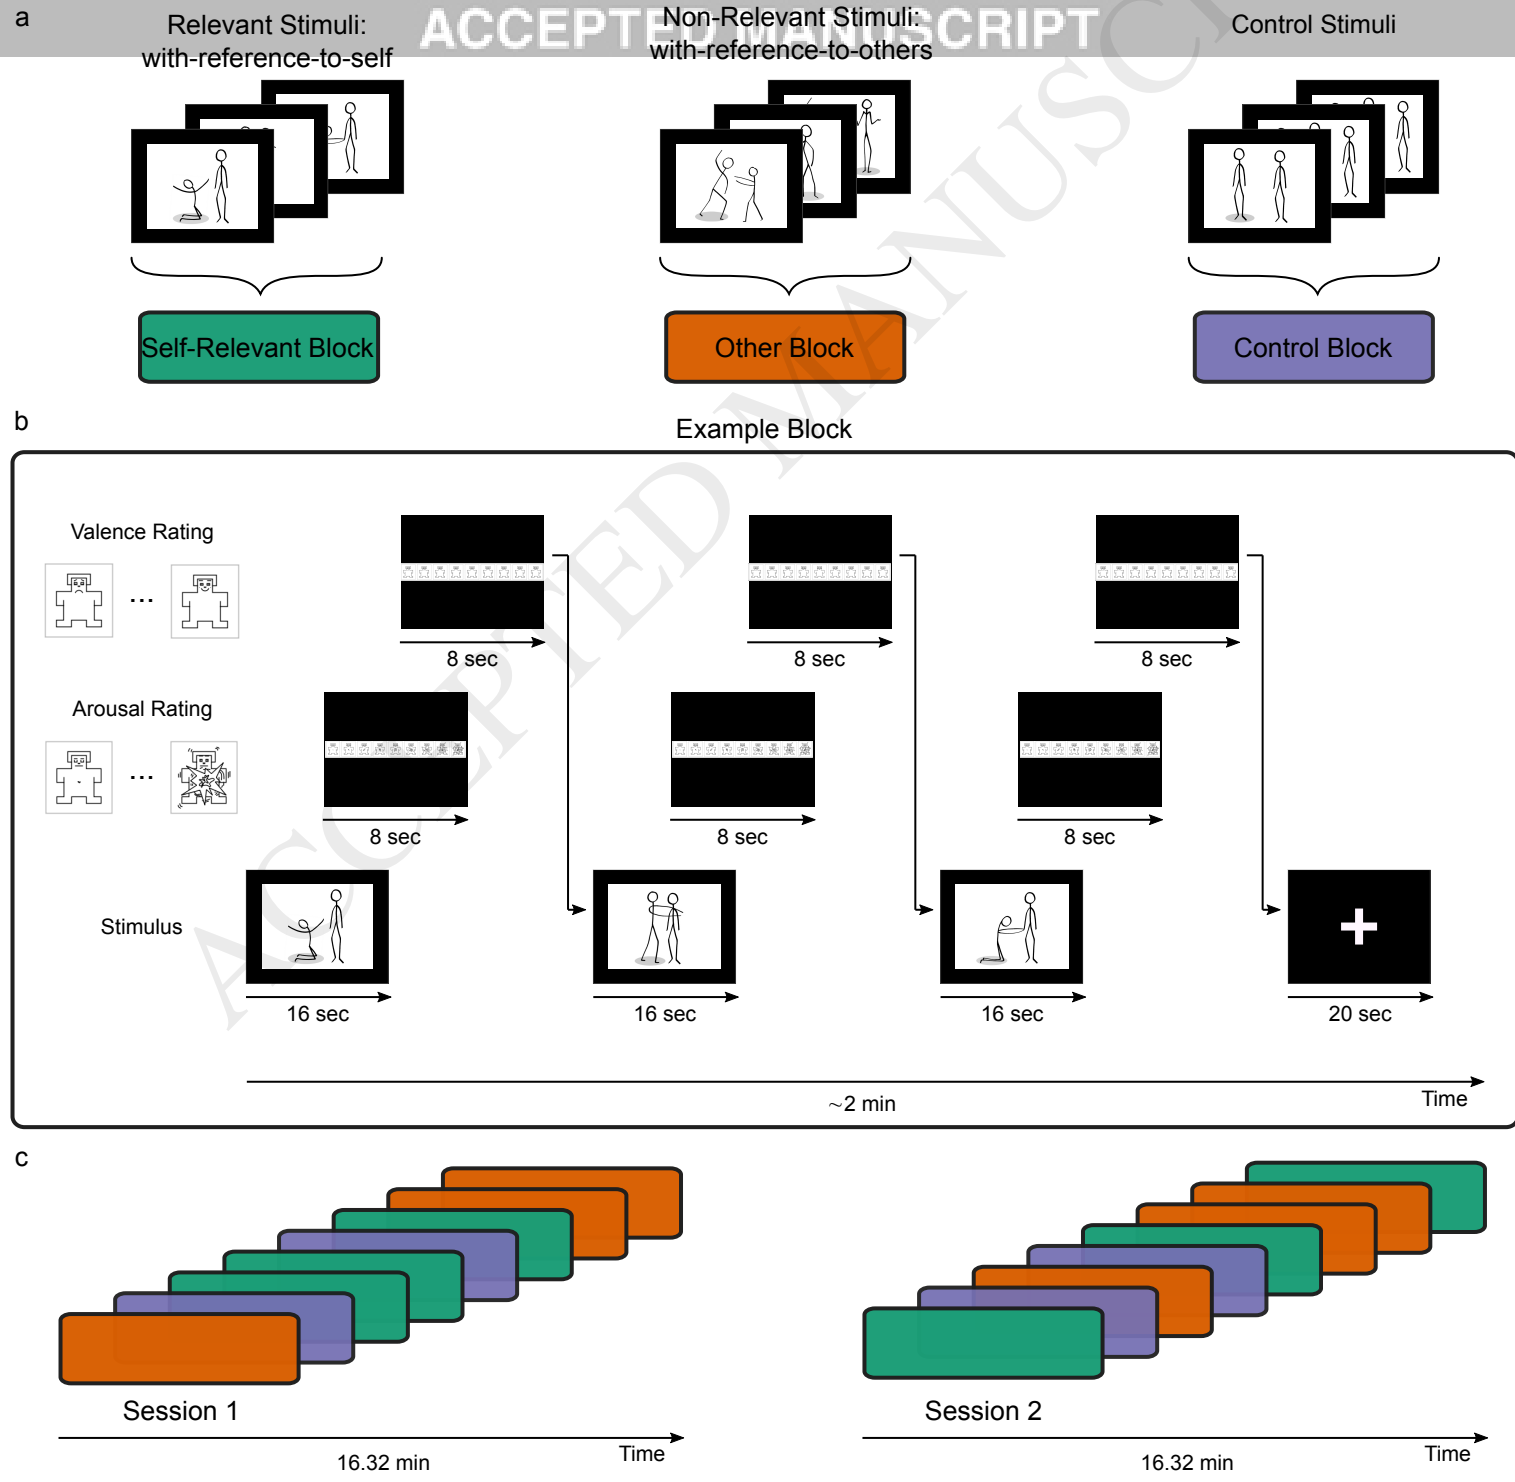 ACCEPTED MANUSCRIPT
a
Relevant Stimuli:
with-reference-to-self
Non-Relevant Stimuli:
with-reference-to-others
Control Stimuli
Self-Relevant Block
Other Block
Control Block
b
Example Block
Valence Rating
...
8 sec
8 sec
8 sec
Arousal Rating
...
8 sec
8 sec
8 sec
Stimulus
16 sec
16 sec
16 sec
20 sec
~2 min
Time
ACCEPTED MANUSCRIPT
c
Session 1
Session 2
16.32 min
Time
16.32 min
Time